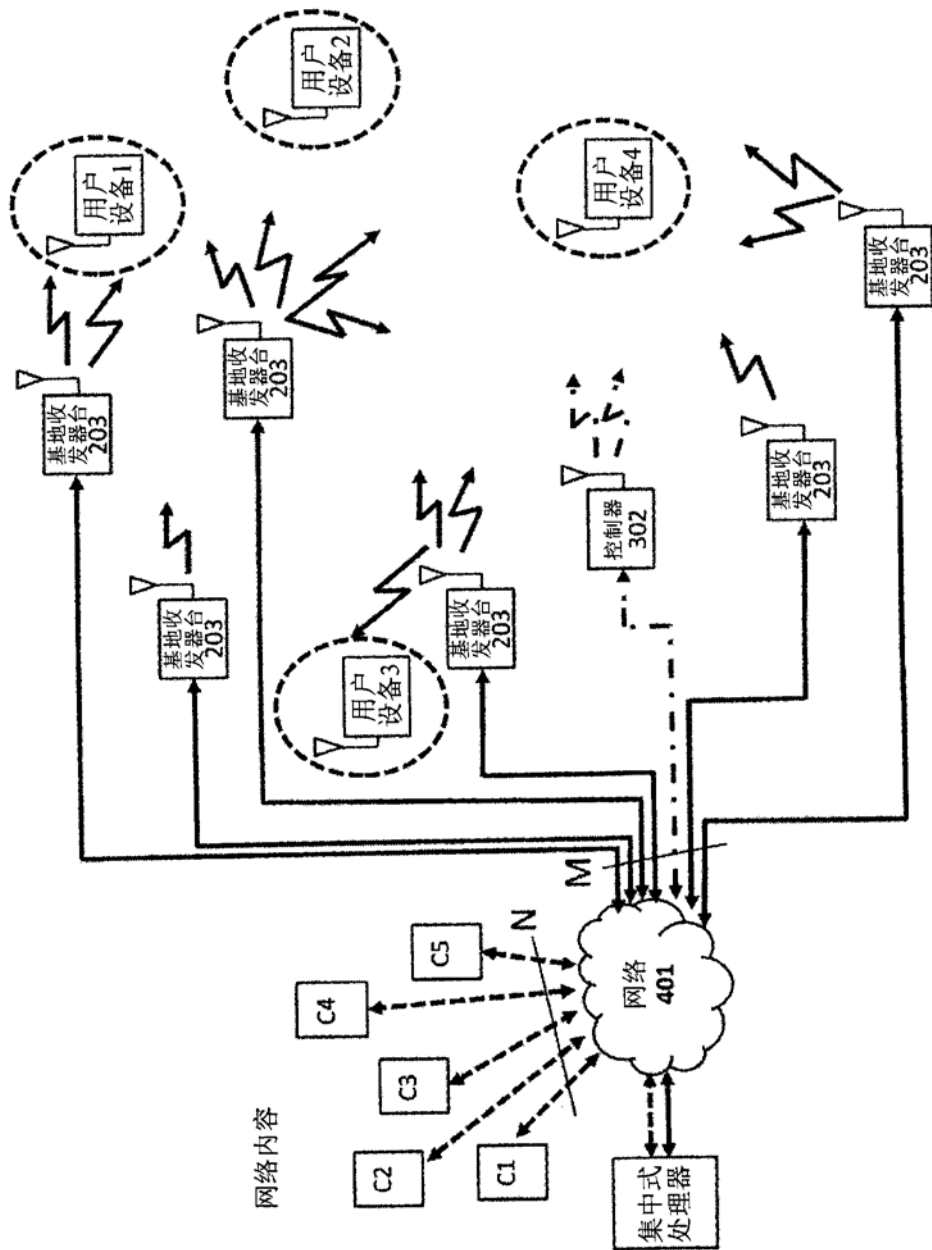 用户
设备1
用户
设备2
基地收
发器台
203
基地收
发器台
203
基地收
发器台
203
用户
设备3
基地收
发器台
203
控制器
302
用户
设备4
基地收
发器台
203
基地收
发器台
203
网络内容
C1
C2
C3
C4
C5
N
M
网络
401
集中式
处理器